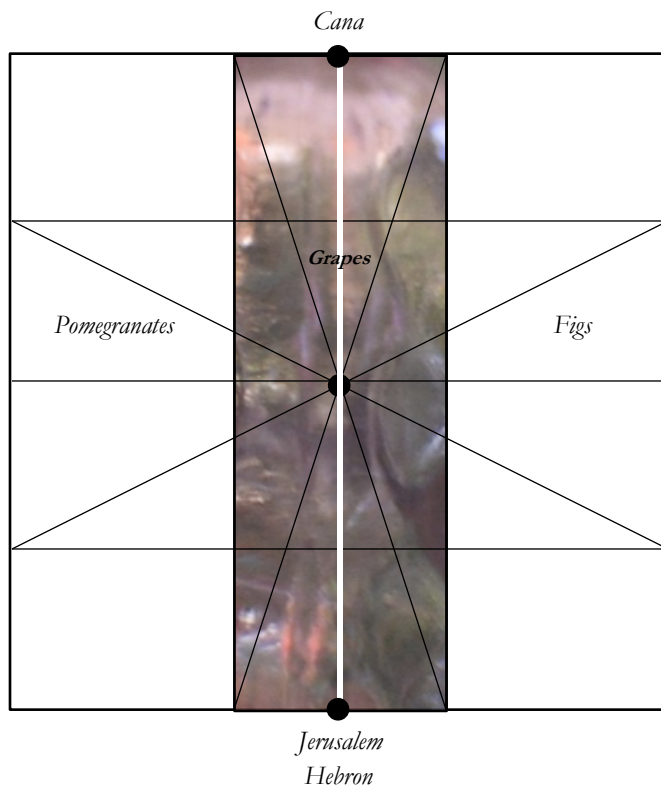 Cana
Grapes
Pomegranates
Figs
Jerusalem
Hebron